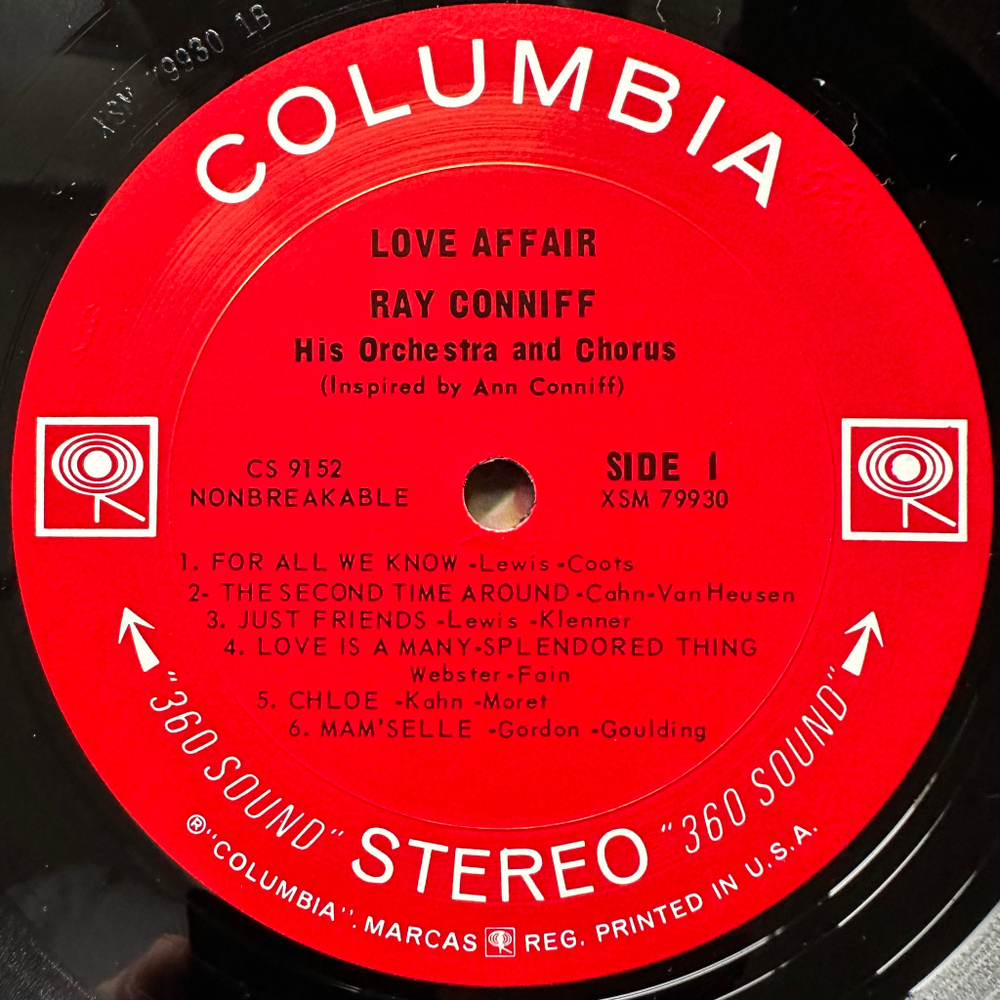 XSM 79930 1B
COLUMBIA
LOVE AFFAIR
RAY CONNIFF
His Orchestra and Chorus
(Inspired by Ann Conniff)
CS 9152
NONBREAKABLE
SIDE 1
XSM 79930
1. FOR ALL WE KNOW -Lewis -Coots
2- THE SECOND TIME AROUND -Cahn-Van Heusen
3. JUST FRIENDS -Lewis -Klenner
4. LOVE IS A MANY-SPLENDORED THING
Webster-Fain
5. CHLOE -Kahn -Moret
6. MAM'SELLE -Gordon -Goulding
"360 SOUND" STEREO "360 SOUND"
®"COLUMBIA". MARCAS REG. PRINTED IN U.S.A.